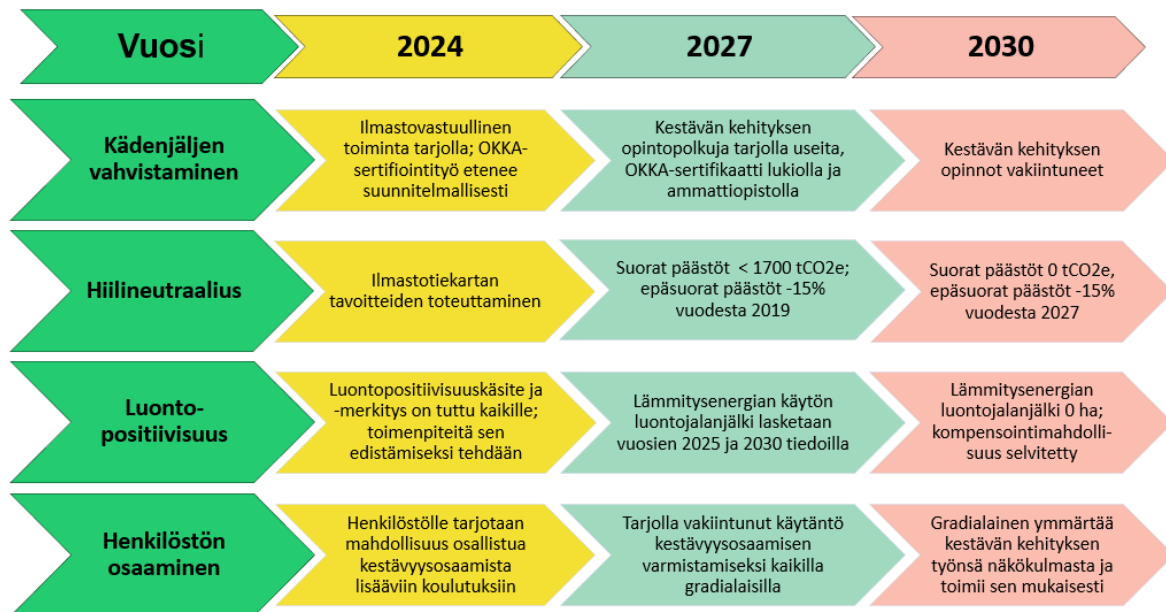 Vuosi
2024
2027
2030
Kädenjäljen
vahvistaminen
Ilmastovastuullinen
toiminta tarjolla; OKKA-
sertifiointityö etenee
suunnitelmallisesti
Kestävän kehityksen
opintopolkuja tarjolla useita,
OKKA-sertifikaatti lukiolla ja
ammattiopistolla
Kestävän kehityksen
opinnot vakiintuneet
Hiilineutraalius
Ilmastotiekartan
tavoitteiden toteuttaminen
Suorat päästöt < 1700 tCO2e;
epäsuorat päästöt -15%
vuodesta 2019
Suorat päästöt 0 tCO2e,
epäsuorat päästöt -15%
vuodesta 2027
Luonto-
positiivisuus
Luontopositiivisuuskäsite ja
-merkitys on tuttu kaikille;
toimenpiteitä sen
edistämiseksi tehdään
Lämmitysenergian käytön
luontojalanjälki lasketaan
vuosien 2025 ja 2030 tiedoilla
Lämmitysenergian
luontojalanjälki 0 ha;
kompensointimahdolli-
suus selvitetty
Henkilöstön
osaaminen
Henkilöstölle tarjotaan
mahdollisuus osallistua
kestävyysosaamista
lisääviin koulutuksiin
Tarjolla vakiintunut käytäntö
kestävyysosaamisen
varmistamiseksi kaikilla
gradialaisilla
Gradialainen ymmärtää
kestävän kehityksen
työnsä näkökulmasta ja
toimii sen mukaisesti